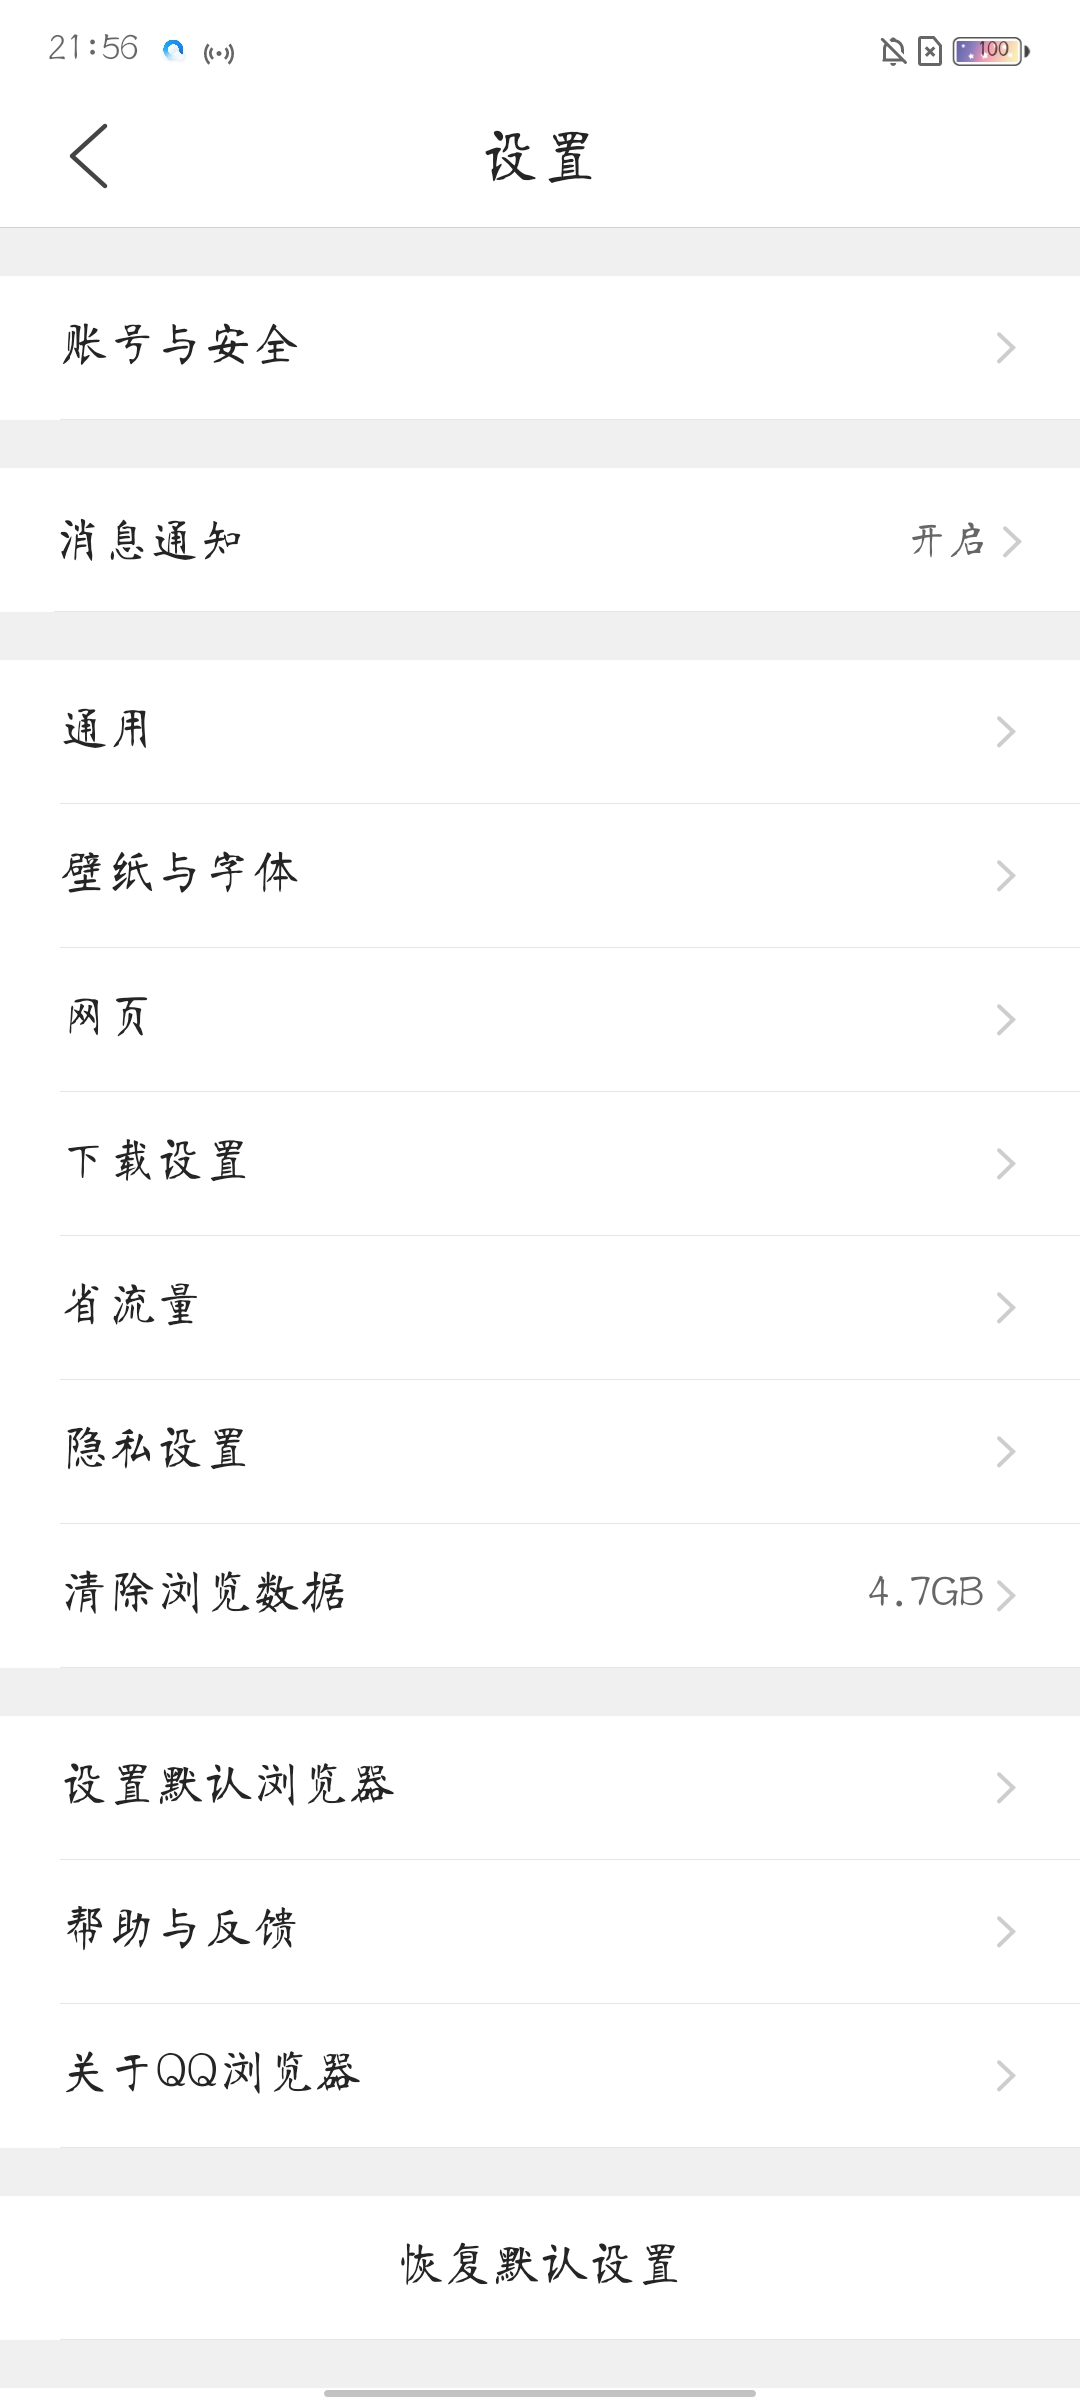 21:56
100
设置
账号与安全
消息通知 开启
通用
壁纸与字体
网页
下载设置
省流量
隐私设置
清除浏览数据 4.7GB
设置默认浏览器
帮助与反馈
关于QQ浏览器
恢复默认设置